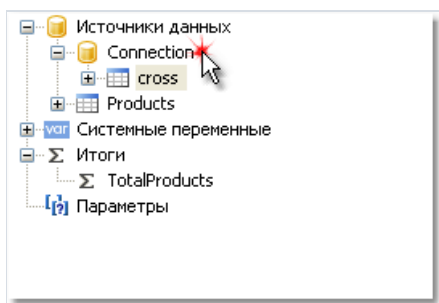 Источники данных
Connection
cross
Products
var Системные переменные
Σ Итоги
Σ TotalProducts
[?] Параметры